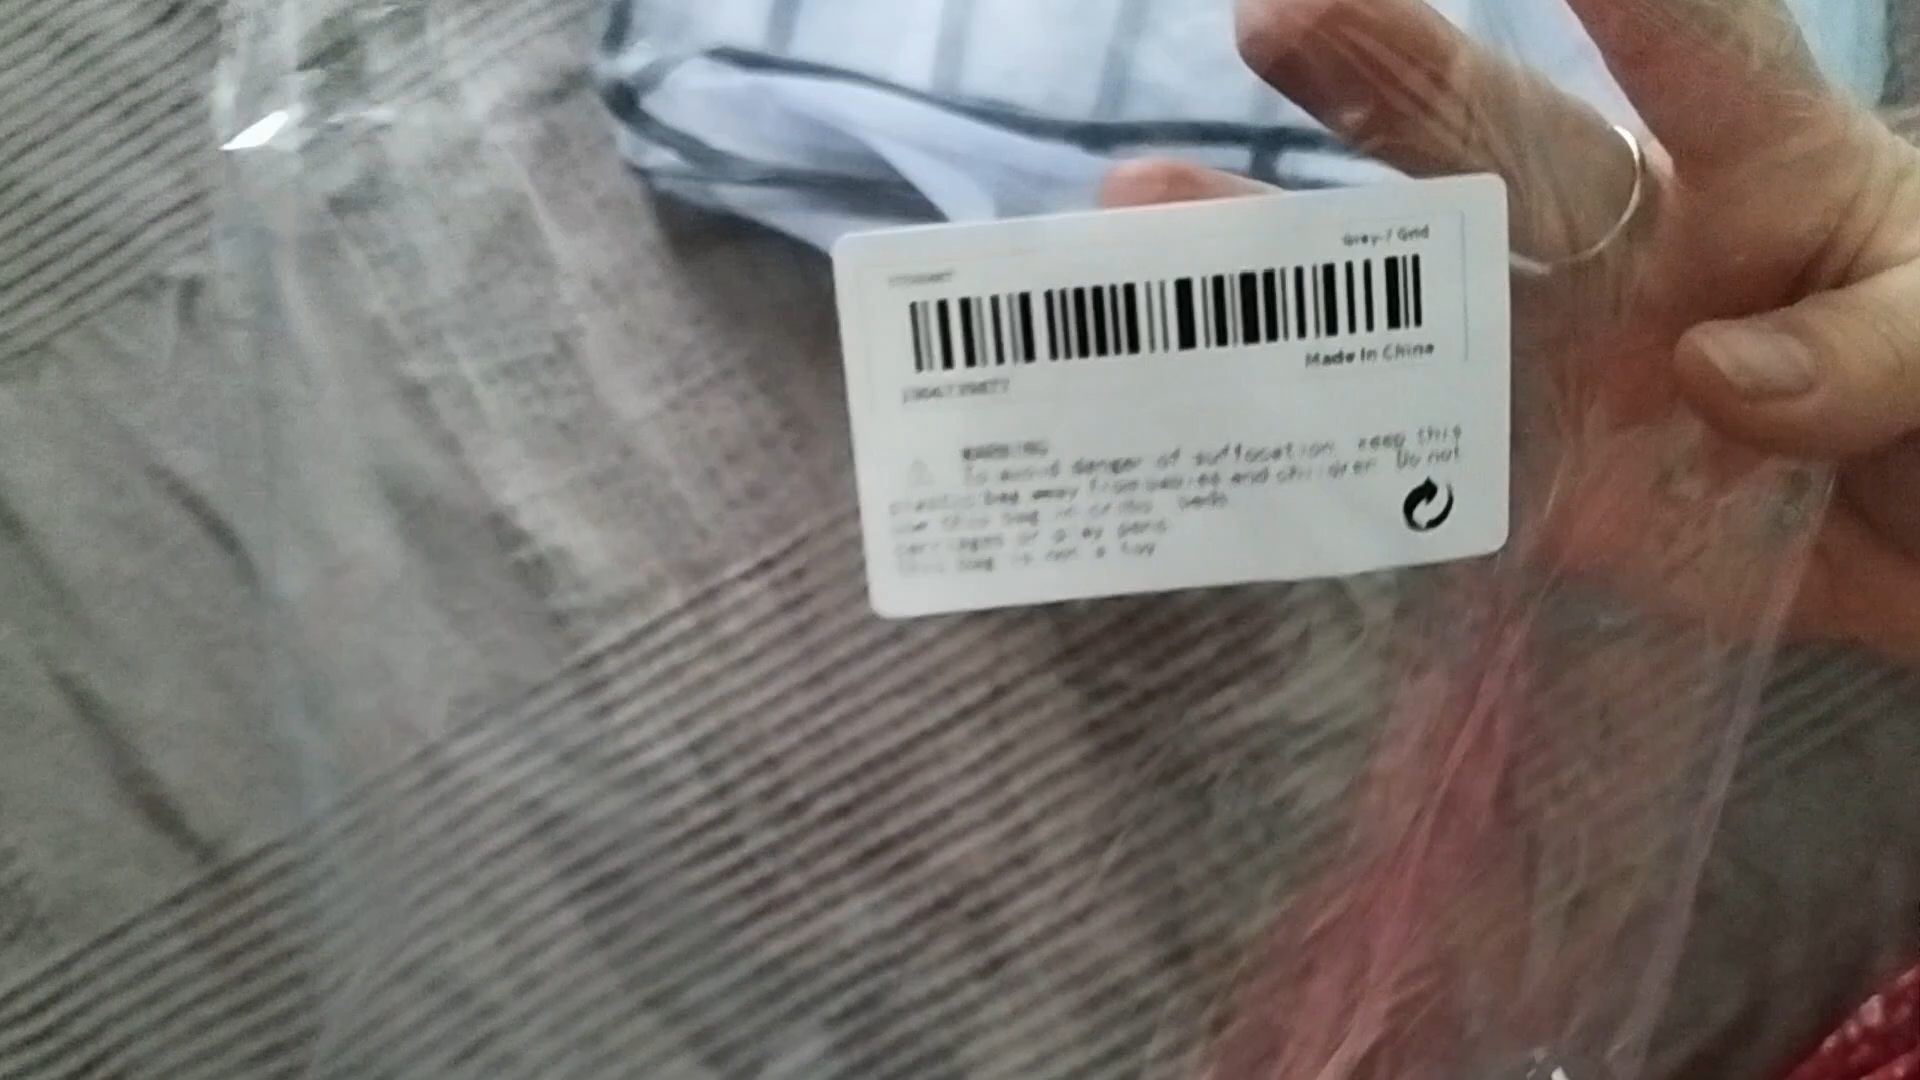 Grey-7 Grid
Made In China
WARNING
To avoid danger of suffocation, keep this
plastic bag away from babies and children. Do not
use this bag in cribs, beds,
carriages or play pens.
This bag is not a toy